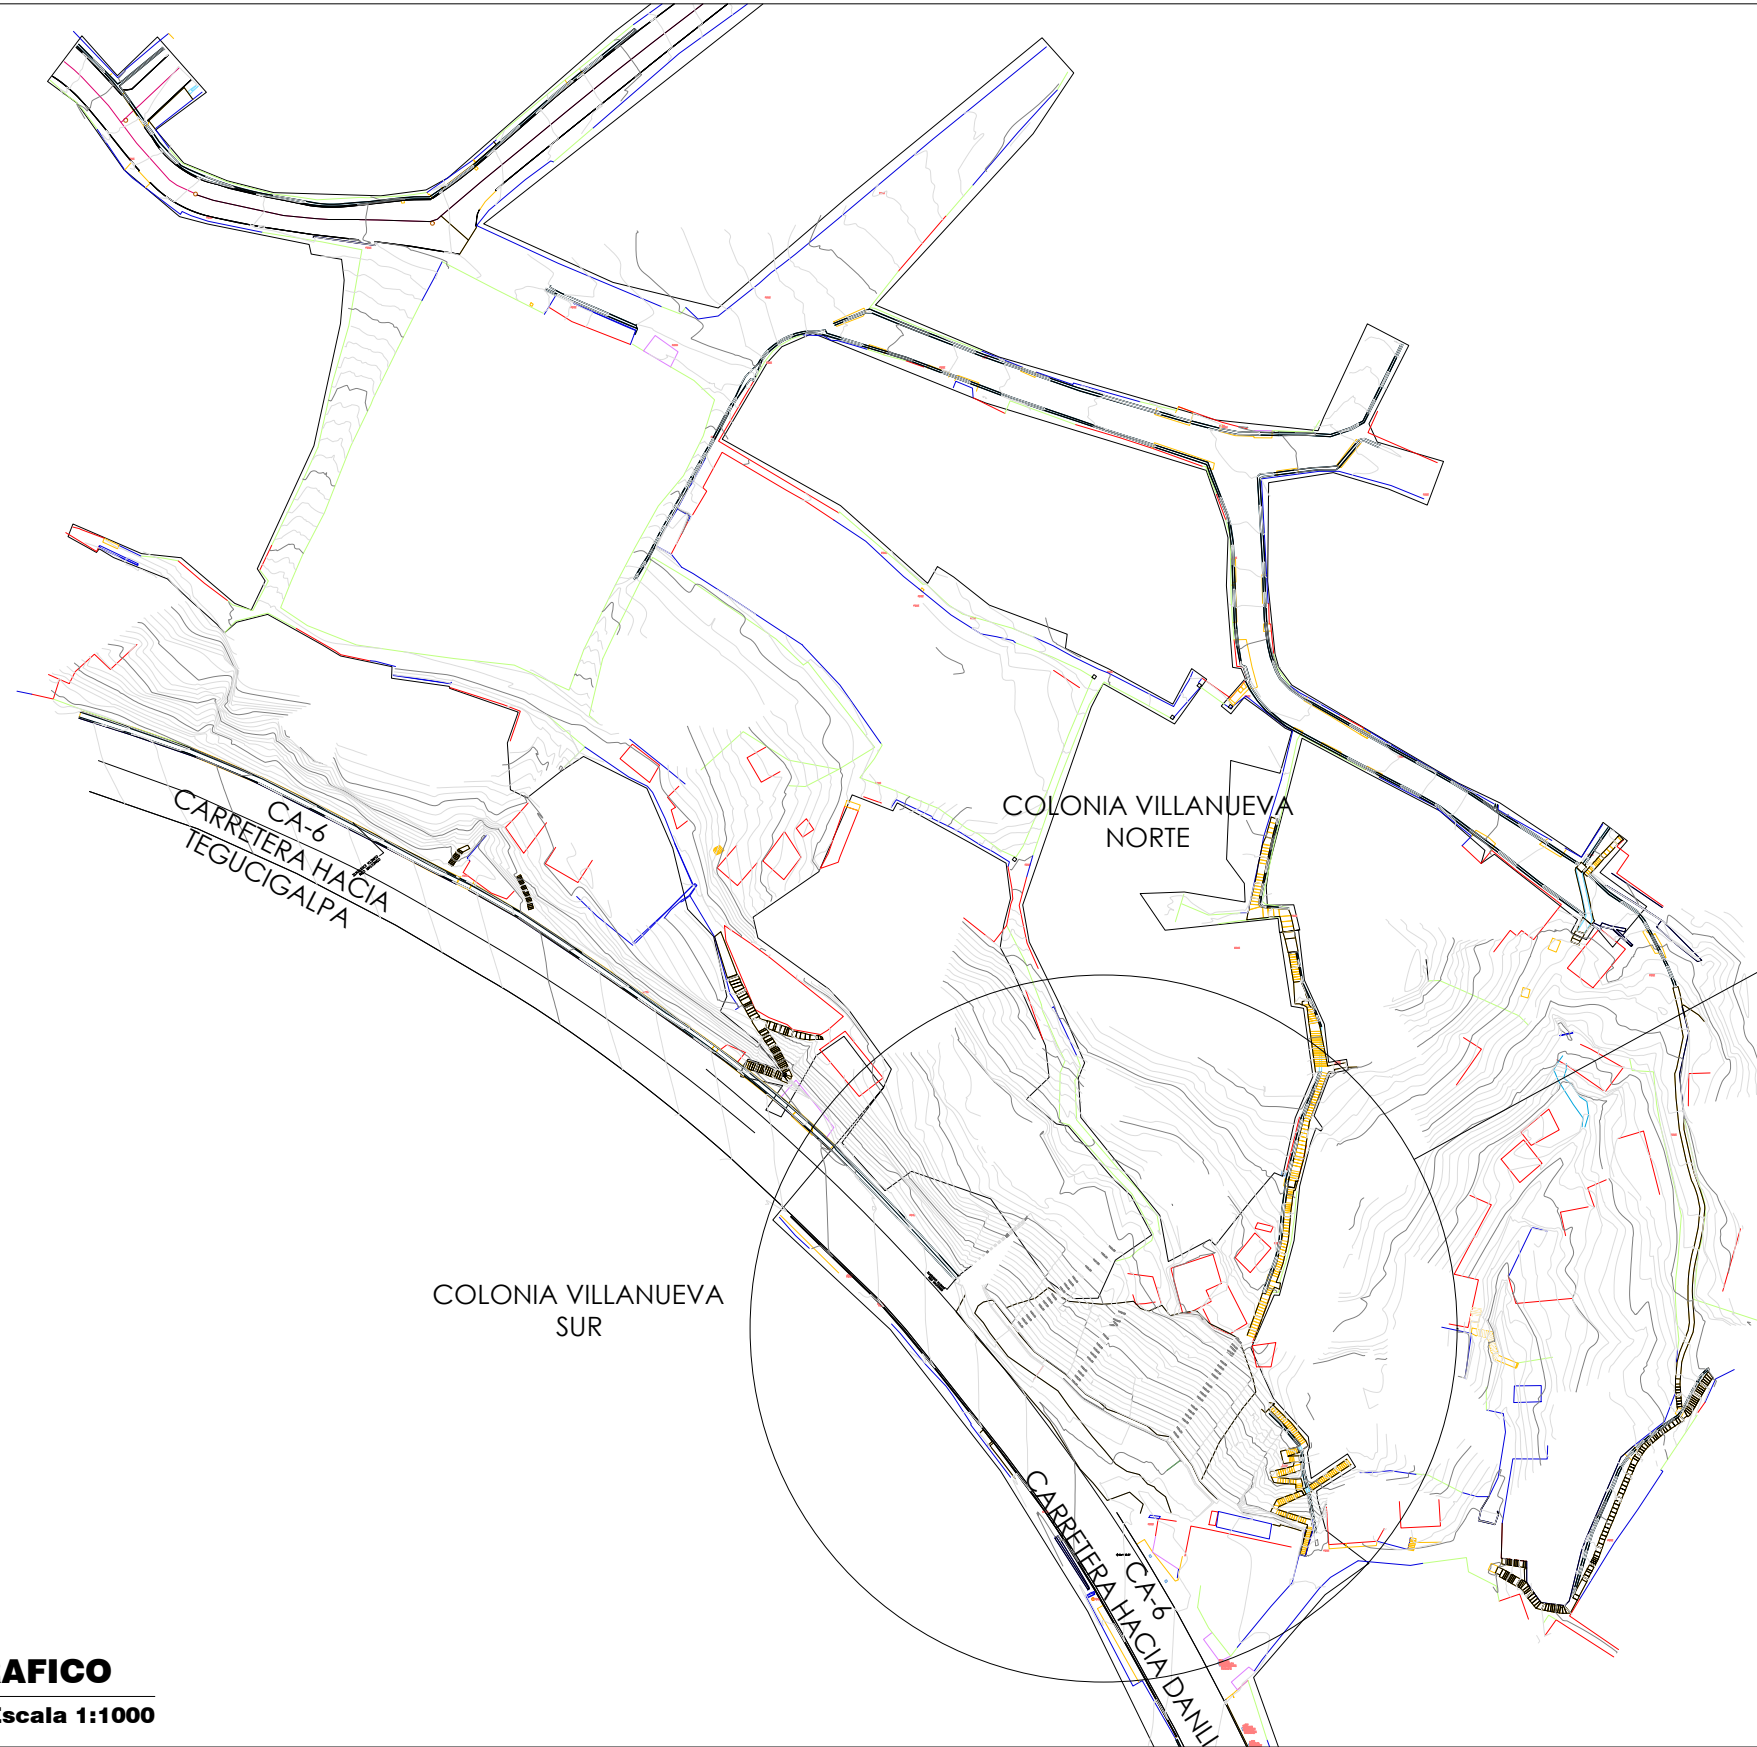 COLONIA VILLANUEVA
NORTE
CA-6
CARRETERA HACIA
TEGUCIGALPA
COLONIA VILLANUEVA
SUR
CA-6
CARRETERA HACIA DANLI
AFICO
Escala 1:1000